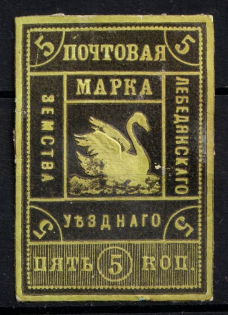 5 ПОЧТОВАЯ 5
МАРКА
ЗЕМСТВА
ЛЕБЕДЯНСКАГО
5 УѢЗДНАГО 5
ПЯТЬ 5 КОП.